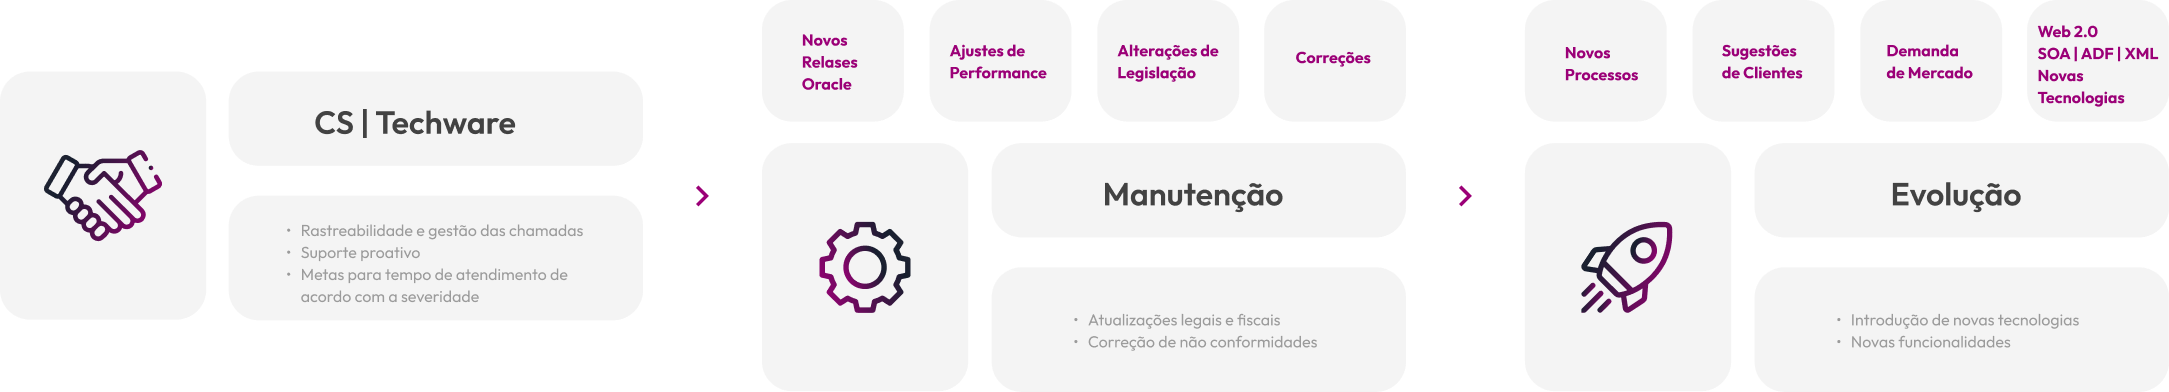 CS | Techware
• Rastreabilidade e gestão das chamadas
• Suporte proativo
• Metas para tempo de atendimento de
acordo com a severidade
Novos
Relases
Oracle
Ajustes de
Performance
Alterações de
Legislação
Correções
Manutenção
• Atualizações legais e fiscais
• Correção de não conformidades
Novos
Processos
Sugestões
de Clientes
Demanda
de Mercado
Web 2.0
SOA | ADF | XML
Novas
Tecnologias
Evolução
• Introdução de novas tecnologias
• Novas funcionalidades